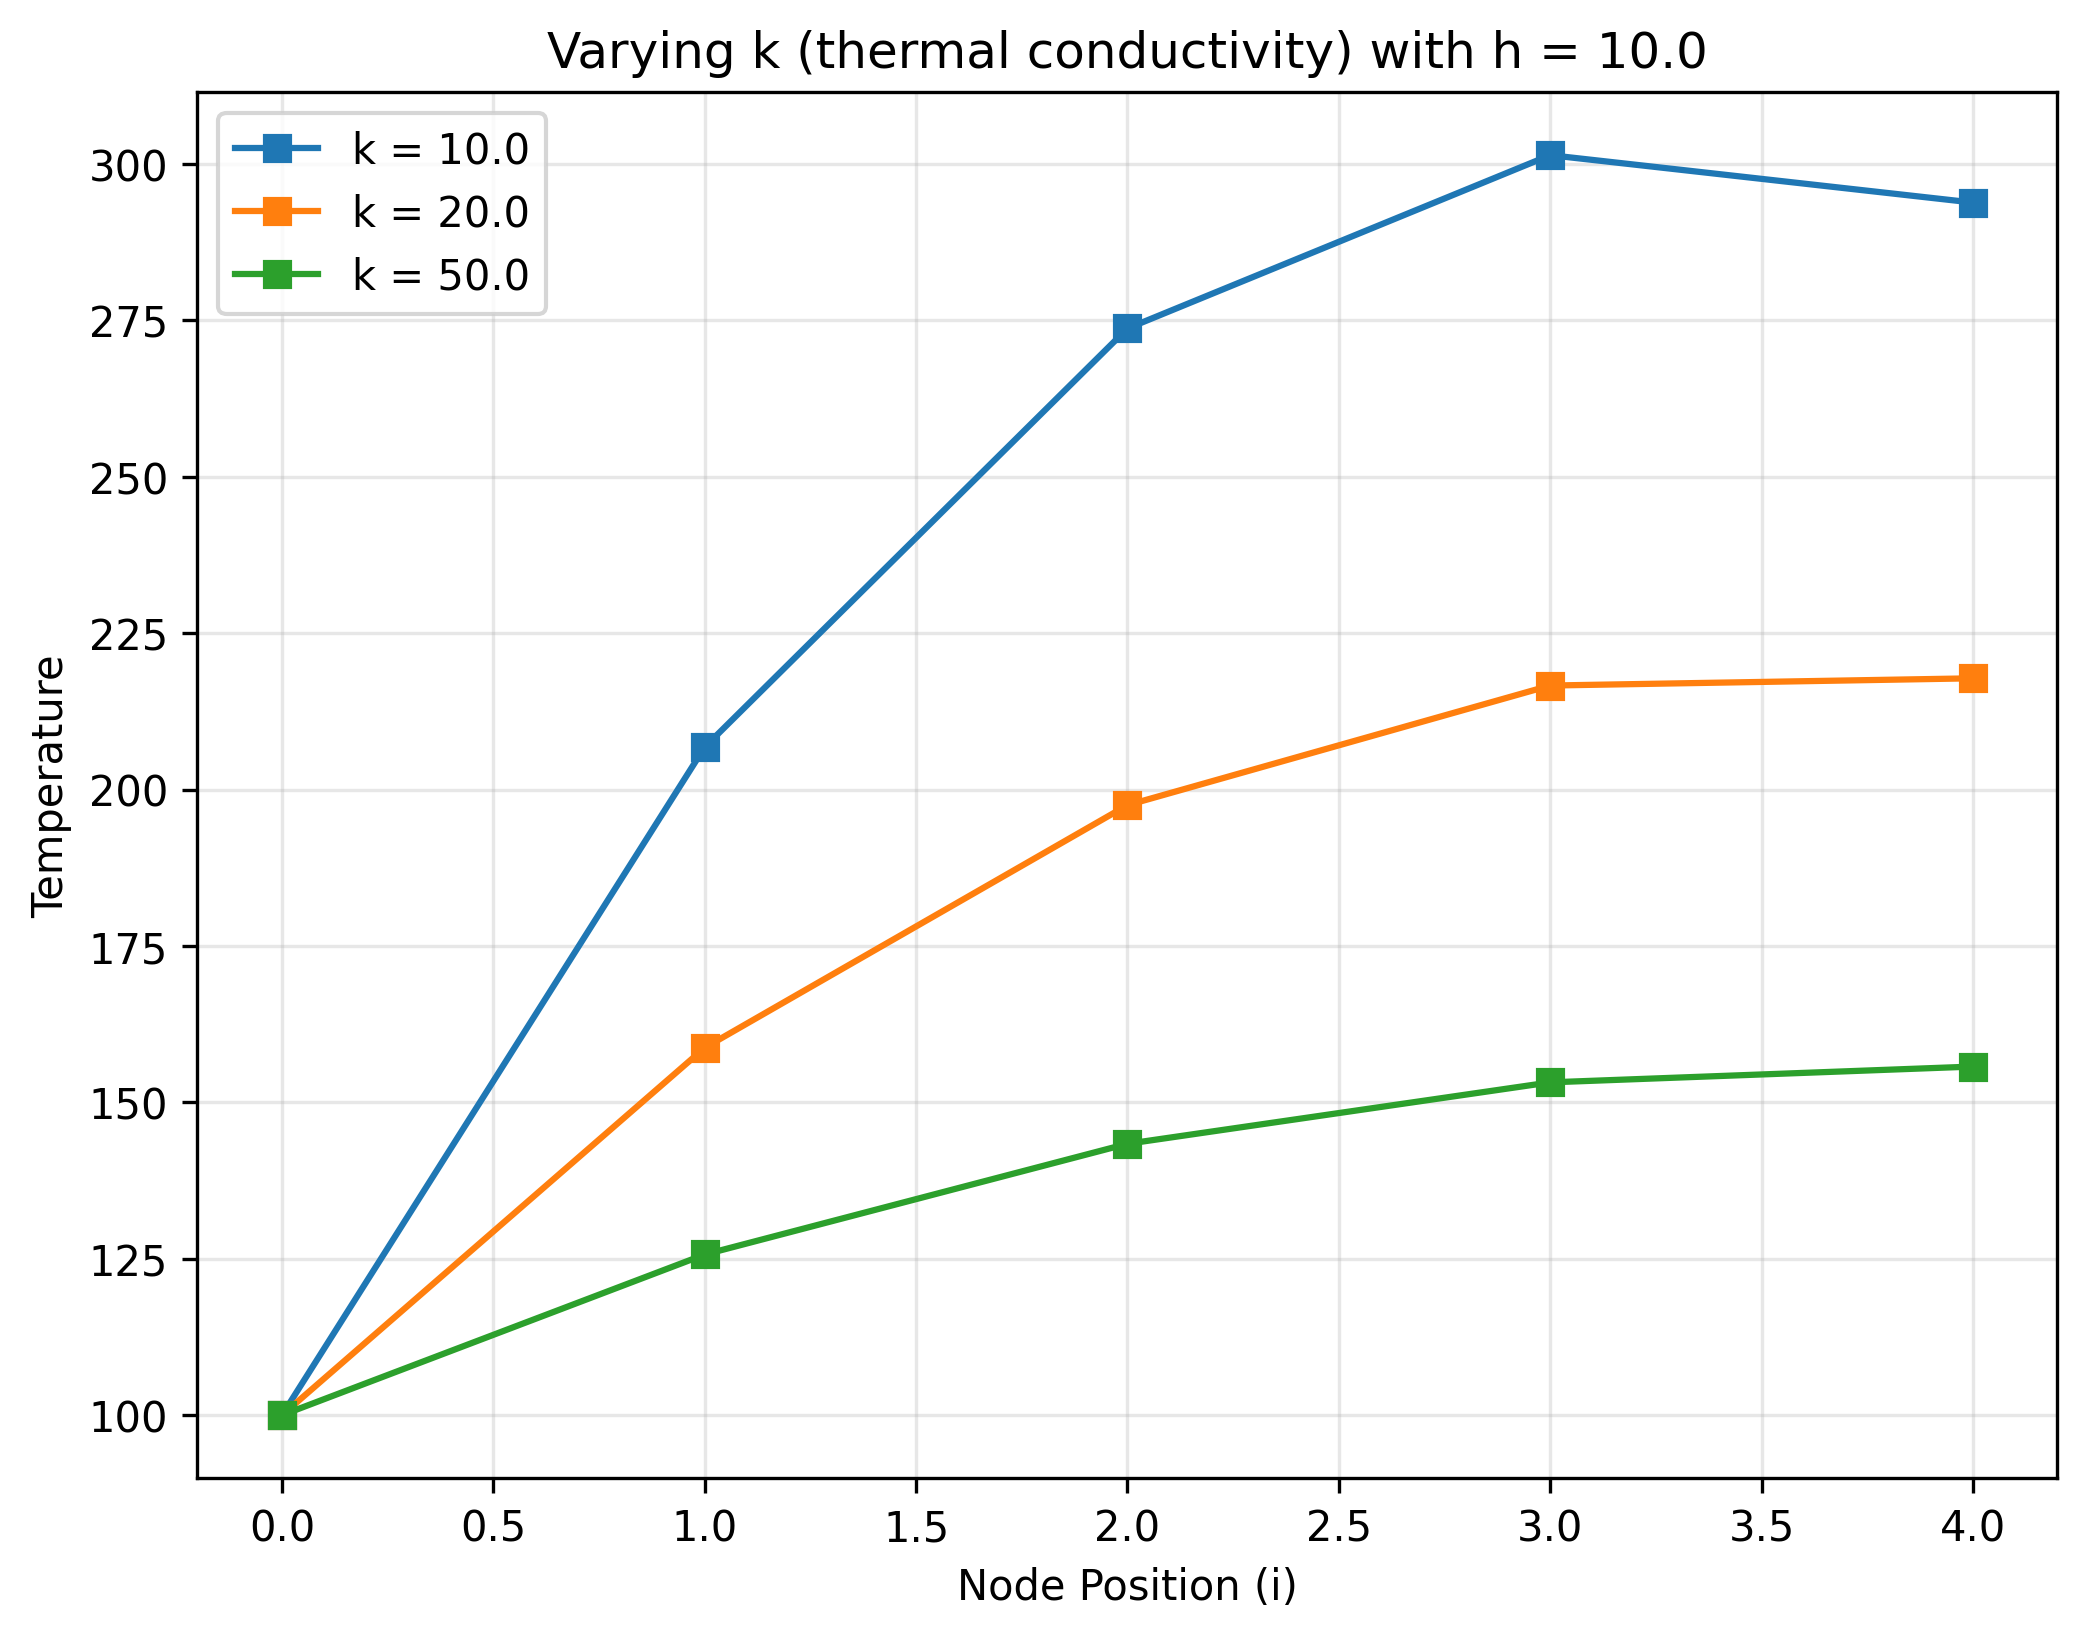 Varying k (thermal conductivity) with h = 10.0
k = 10.0
k = 20.0
k = 50.0
300
275
250
225
200
175
150
125
100
Temperature
0.0 0.5 1.0 1.5 2.0 2.5 3.0 3.5 4.0
Node Position (i)